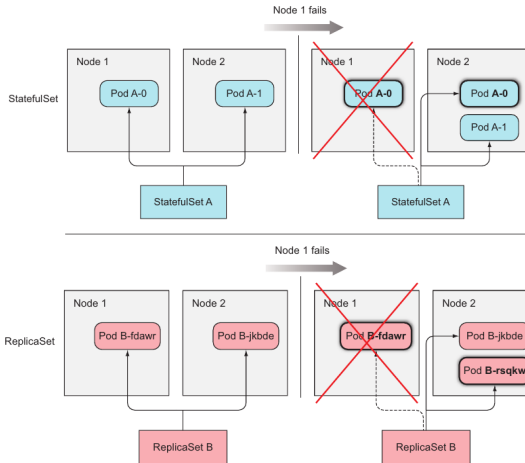 Node 1 fails
Node 1
Node 2
Node 1
Node 2
Pod A-0
Pod A-1
Pod A-0
Pod A-0
StatefulSet
Pod A-1
StatefulSet A
StatefulSet A
Node 1 fails
Node 1
Node 2
Node 1
Node 2
Pod B-fdawr
Pod B-jkbde
Pod B-fdawr
Pod B-jkbde
ReplicaSet
Pod B-rsqkw
ReplicaSet B
ReplicaSet B